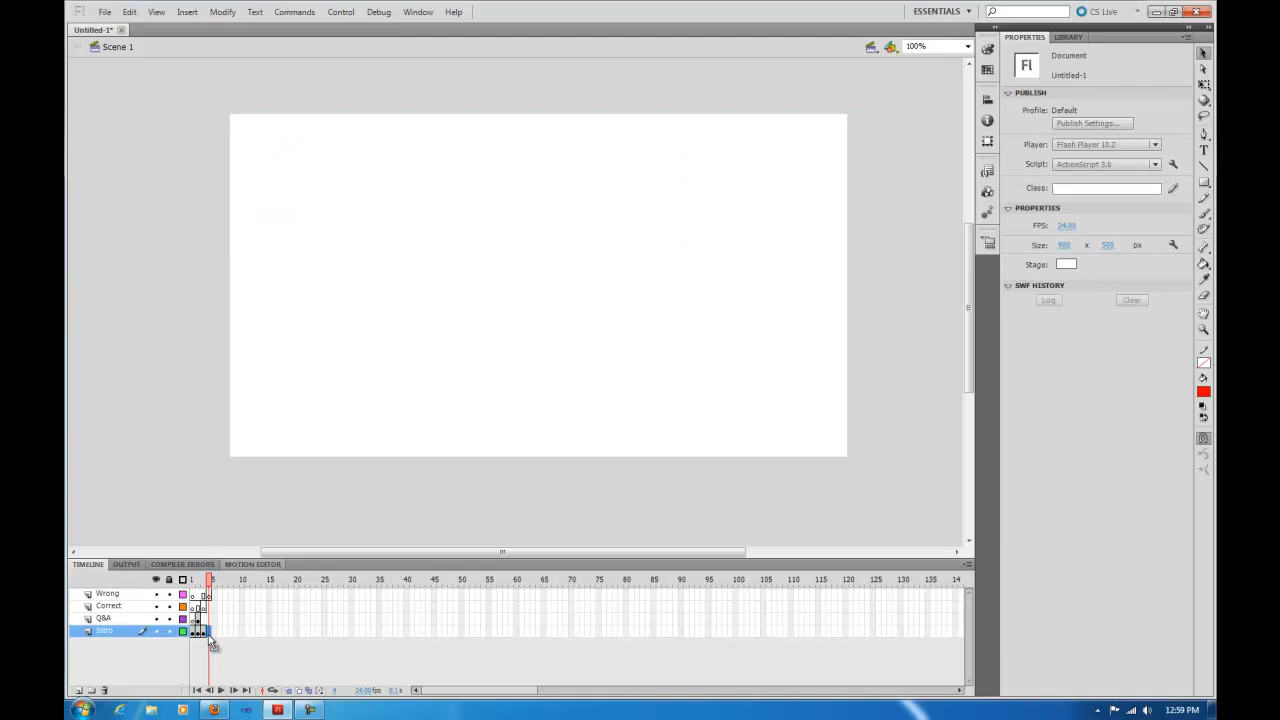 Fl File Edit View Insert Modify Text Commands Control Debug Window Help ESSENTIALS CS Live
Untitled-1*
Scene 1 100%
PROPERTIES LIBRARY
Fl Document
Untitled-1
PUBLISH
Profile: Default
Publish Settings...
Player: Flash Player 10.2
Script: ActionScript 3.0
Class:
PROPERTIES
FPS: 24.00
Size: 900 x 500 px
Stage:
SWF HISTORY
Log Clear
TIMELINE OUTPUT COMPILER ERRORS MOTION EDITOR
1 5 10 15 20 25 30 35 40 45 50 55 60 65 70 75 80 85 90 95 100 105 110 115 120 125 130 135 14
Wrong
Correct
Q&A
Intro
4 24.00fps 0.1s
12:59 PM